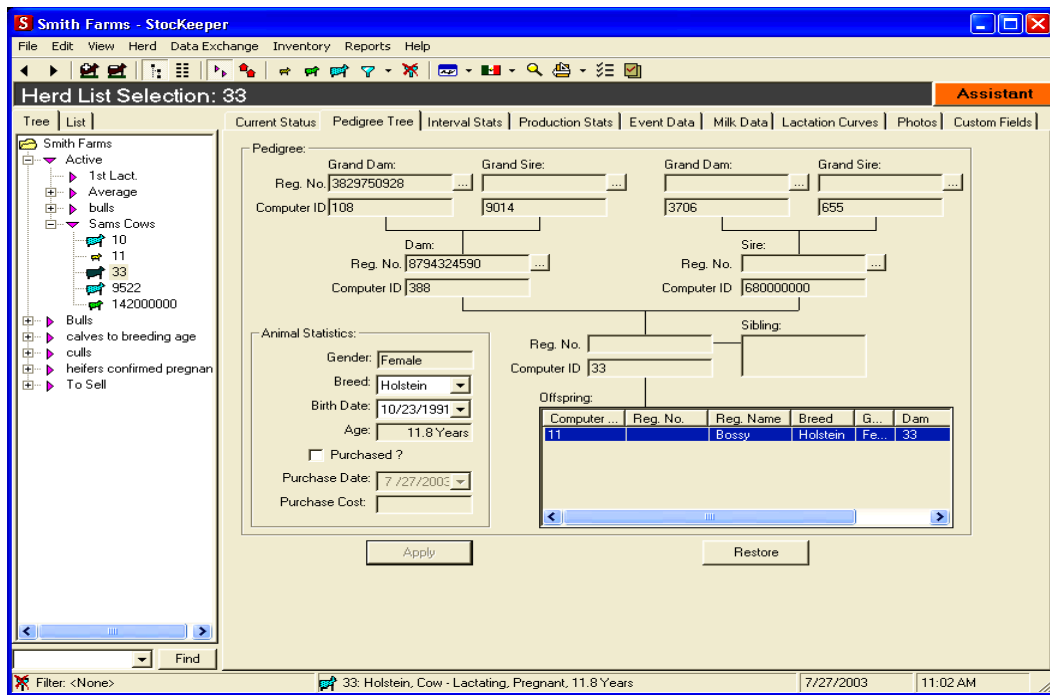 Smith Farms - StocKeeper
File Edit View Herd Data Exchange Inventory Reports Help
Herd List Selection: 33
Assistant
Tree List
Current Status Pedigree Tree Interval Stats Production Stats Event Data Milk Data Lactation Curves Photos Custom Fields
Smith Farms
Active
1st Lact.
Average
bulls
Sams Cows
10
11
33
9522
142000000
Bulls
calves to breeding age
culls
heifers confirmed pregnan
To Sell
Find
Pedigree:
Grand Dam: Grand Sire: Grand Dam: Grand Sire:
Reg. No. 3829750928 ... ... ... ...
Computer ID 108 9014 3706 655
Dam: Sire:
Reg. No. 8794324590 ... Reg. No. ...
Computer ID 388 Computer ID 680000000
Reg. No. Sibling:
Computer ID 33
Animal Statistics:
Gender: Female
Breed: Holstein
Birth Date: 10/23/1991
Age: 11.8 Years
Purchased ?
Purchase Date: 7/27/2003
Purchase Cost:
Offspring:
Computer ... Reg. No. Reg. Name Breed G... Dam
11 Bossy Holstein Fe... 33
Apply Restore
Filter: <None> 33: Holstein, Cow - Lactating, Pregnant, 11.8 Years 7/27/2003 11:02 AM